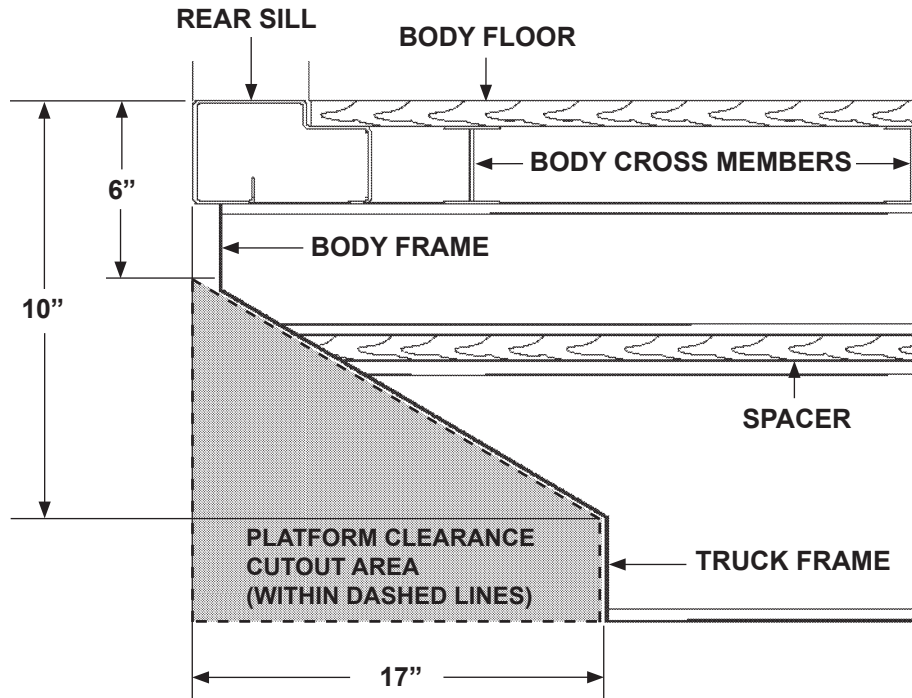 REAR SILL
BODY FLOOR
BODY CROSS MEMBERS
6”
BODY FRAME
10”
SPACER
PLATFORM CLEARANCE
CUTOUT AREA
(WITHIN DASHED LINES)
TRUCK FRAME
17”